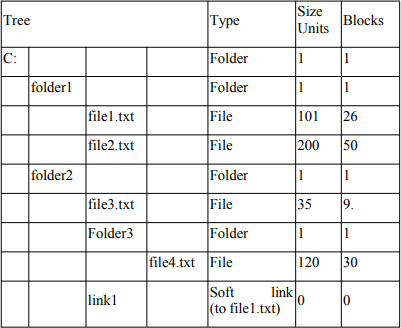 Tree Type Size Units Blocks
C: Folder 1 1
folder1 Folder 1 1
file1.txt File 101 26
file2.txt File 200 50
folder2 Folder 1 1
file3.txt File 35 9.
Folder3 Folder 1 1
file4.txt File 120 30
link1 Soft link (to file1.txt) 0 0